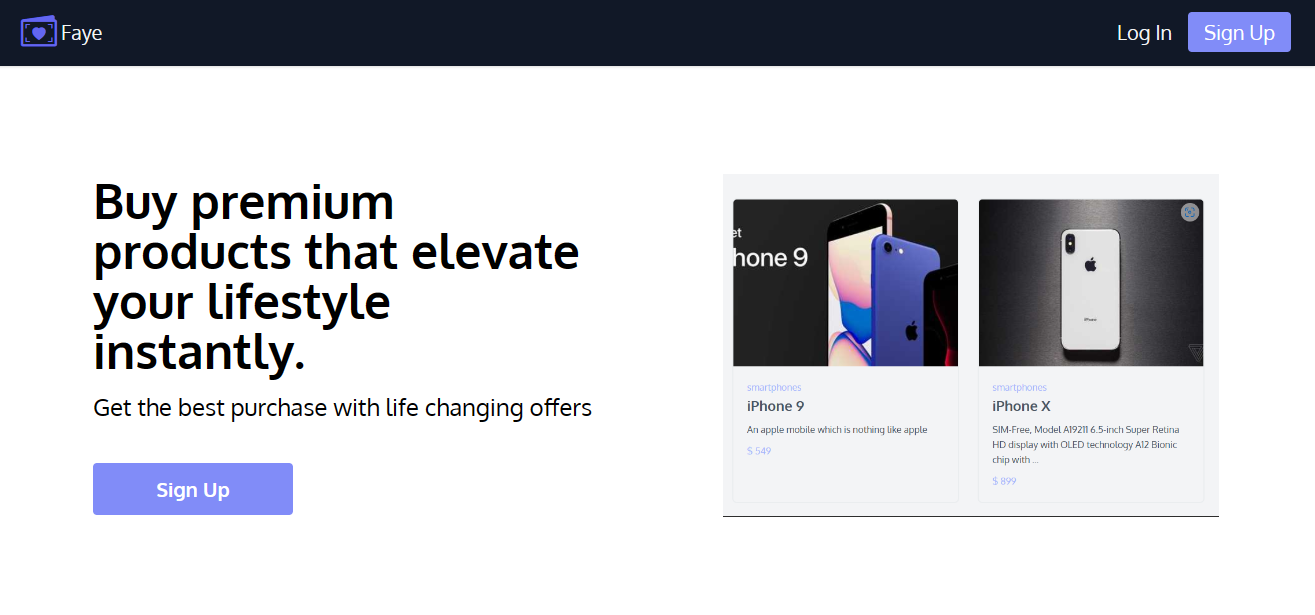 Faye
Log In
Sign Up
Buy premium
products that elevate
your lifestyle
instantly.
Get the best purchase with life changing offers
Sign Up
et
hone 9
iPhone
smartphones
iPhone 9
An apple mobile which is nothing like apple
$ 549
smartphones
iPhone X
SIM-Free, Model A19211 6.5-inch Super Retina
HD display with OLED technology A12 Bionic
chip with ...
$ 899